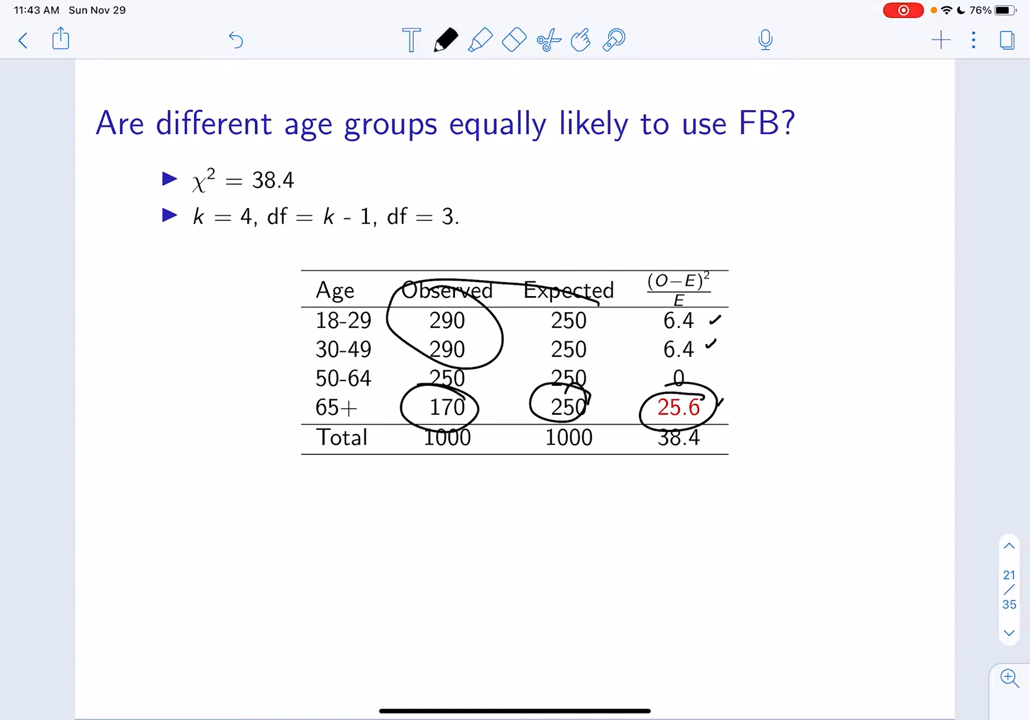 11:43 AM Sun Nov 29
76%
T
Are different age groups equally likely to use FB?
▶ χ² = 38.4
▶ k = 4, df = k - 1, df = 3.
Age Observed Expected (O−E)²/E
18-29 290 250 6.4
30-49 290 250 6.4
50-64 250 250 0
65+ 170 250 25.6
Total 1000 1000 38.4
21
/
35